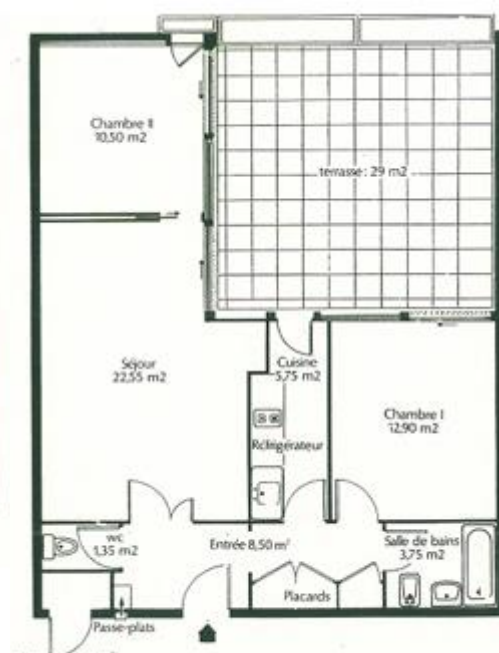 Chambre II
10,50 m2
terrasse : 29 m2
Séjour
22,55 m2
Cuisine
5,75 m2
Chambre I
12,90 m2
Réfrigérateur
wc
1,35 m2
Entrée 8,50 m²
Salle de bains
3,75 m2
Placards
Passe-plats